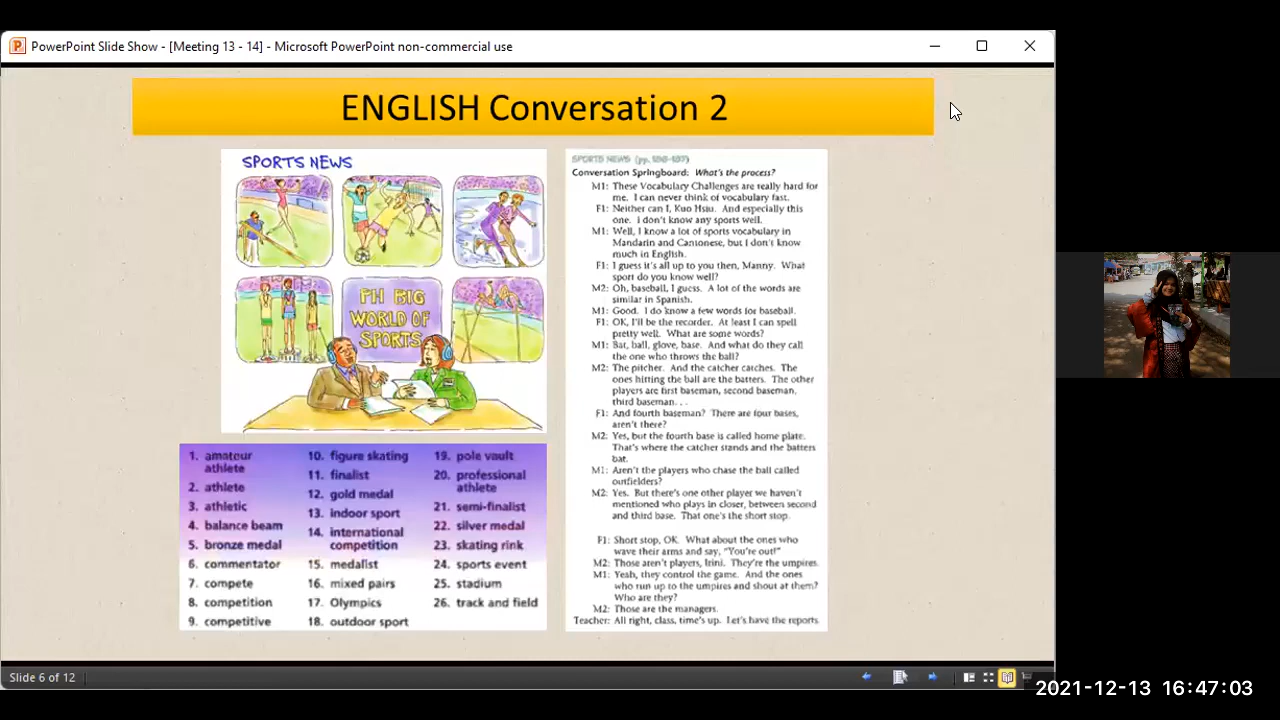 PowerPoint Slide Show - [Meeting 13 - 14] - Microsoft PowerPoint non-commercial use
ENGLISH Conversation 2
SPORTS NEWS
FH BIG
WORLD OF
SPORTS
1. amateur
athlete
2. athlete
3. athletic
4. balance beam
5. bronze medal
6. commentator
7. compete
8. competition
9. competitive
10. figure skating
11. finalist
12. gold medal
13. indoor sport
14. international
competition
15. medalist
16. mixed pairs
17. Olympics
18. outdoor sport
19. pole vault
20. professional
athlete
21. semi-finalist
22. silver medal
23. skating rink
24. sports event
25. stadium
26. track and field
SPORTS NEWS (pp. 186-187)
Conversation Springboard: What's the process?
M1: These Vocabulary Challenges are really hard for
me. I can never think of vocabulary fast.
F1: Neither can I, Kuo Hsiu. And especially this
one. I don't know any sports well.
M1: Well, I know a lot of sports vocabulary in
Mandarin and Cantonese, but I don't know
much in English.
F1: I guess it's all up to you then, Manny. What
sport do you know well?
M2: Oh, baseball, I guess. A lot of the words are
similar in Spanish.
M1: Good. I do know a few words for baseball.
F1: OK, I'll be the recorder. At least I can spell
pretty well. What are some words?
M1: Bat, ball, glove, base. And what do they call
the one who throws the ball?
M2: The pitcher. And the catcher catches. The
ones hitting the ball are the batters. The other
players are first baseman, second baseman,
third baseman. . .
F1: And fourth baseman? There are four bases,
aren't there?
M2: Yes, but the fourth base is called home plate.
That's where the catcher stands and the batters
bat.
M1: Aren't the players who chase the ball called
outfielders?
M2: Yes. But there's one other player we haven't
mentioned who plays in closer, between second
and third base. That one's the short stop.
F1: Short stop, OK. What about the ones who
wave their arms and say, "You're out!"
M2: Those aren't players, Irini. They're the umpires.
M1: Yeah, they control the game. And the ones
who run up to the umpires and shout at them?
Who are they?
M2: Those are the managers.
Teacher: All right, class, time's up. Let's have the reports
Slide 6 of 12
2021-12-13 16:47:03